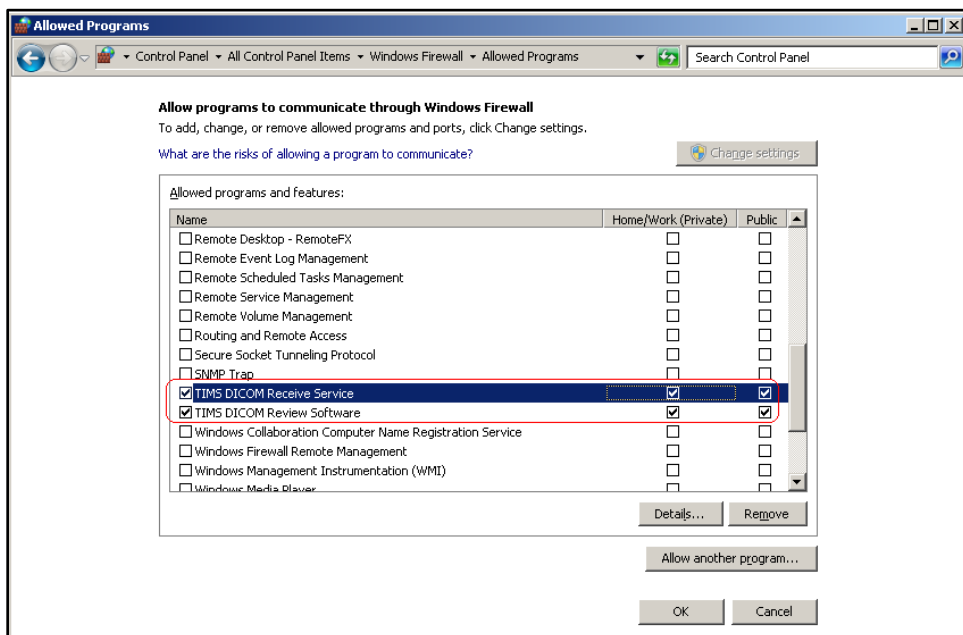 Allowed Programs
Control Panel All Control Panel Items Windows Firewall Allowed Programs Search Control Panel
Allow programs to communicate through Windows Firewall
To add, change, or remove allowed programs and ports, click Change settings.
What are the risks of allowing a program to communicate? Change settings
Allowed programs and features:
Name Home/Work (Private) Public
Remote Desktop - RemoteFX
Remote Event Log Management
Remote Scheduled Tasks Management
Remote Service Management
Remote Volume Management
Routing and Remote Access
Secure Socket Tunneling Protocol
SNMP Trap
TIMS DICOM Receive Service
TIMS DICOM Review Software
Windows Collaboration Computer Name Registration Service
Windows Firewall Remote Management
Windows Management Instrumentation (WMI)
Windows Media Player
Details... Remove
Allow another program...
OK Cancel